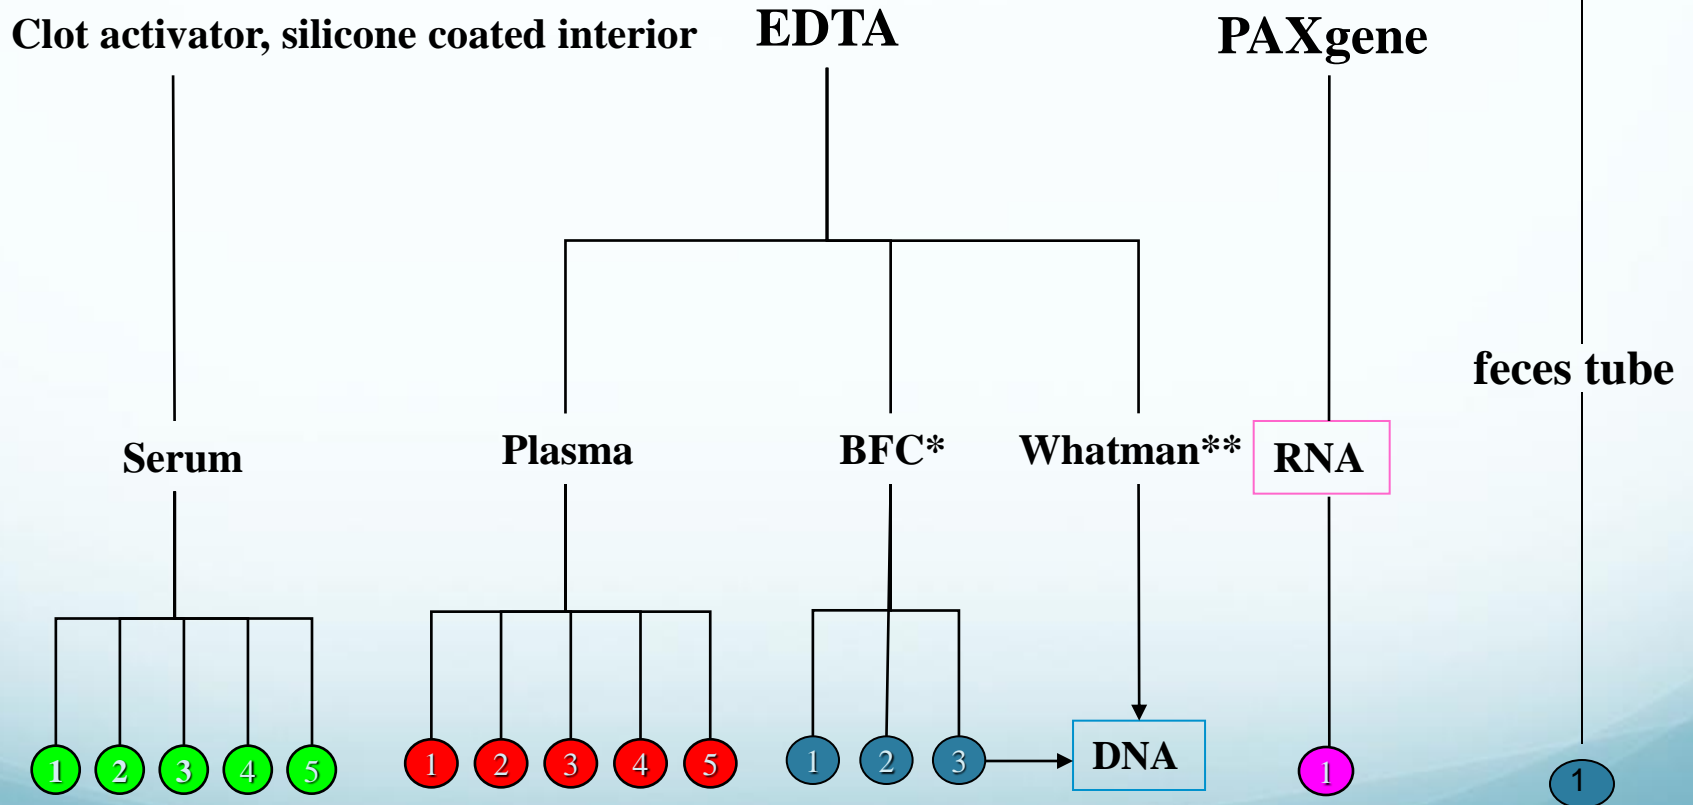 Clot activator, silicone coated interior
EDTA
PAXgene
feces tube
Serum
Plasma
BFC*
Whatman**
RNA
1 2 3 4 5
1 2 3 4 5
1 2 3
DNA
1
1